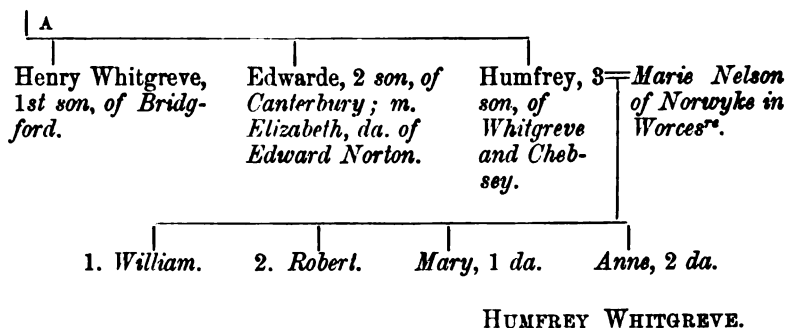 A
Henry Whitgreve,
1st son, of Bridg-
ford.
Edwarde, 2 son, of
Canterbury; m.
Elizabeth, da. of
Edward Norton.
Humfrey, 3
son, of
Whitgreve
and Cheb-
sey.
Marie Nelson
of Norwyke in
Worcesre.
1. William.
2. Robert.
Mary, 1 da.
Anne, 2 da.
HUMFREY WHITGREVE.